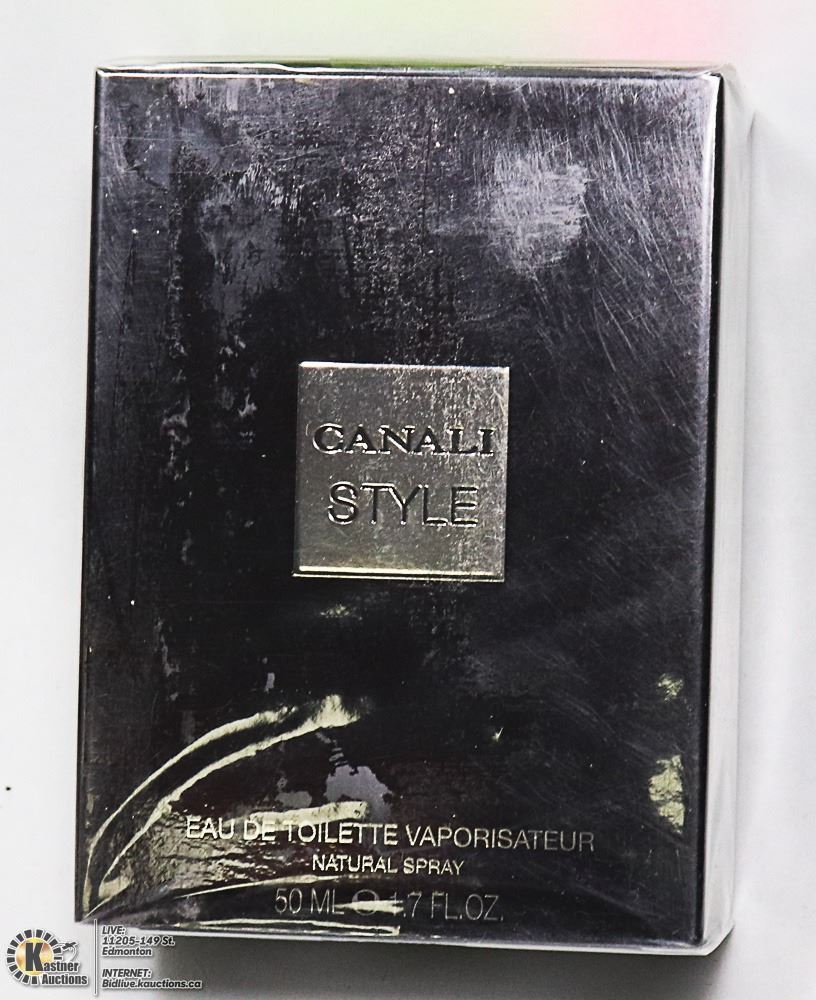 CANALI
STYLE
EAU DE TOILETTE VAPORISATEUR
NATURAL SPRAY
50 ML ℮ 1.7 FL.OZ.
Kastner
Auctions
LIVE:
11205-149 St.
Edmonton
INTERNET:
Bidlive.kauctions.ca